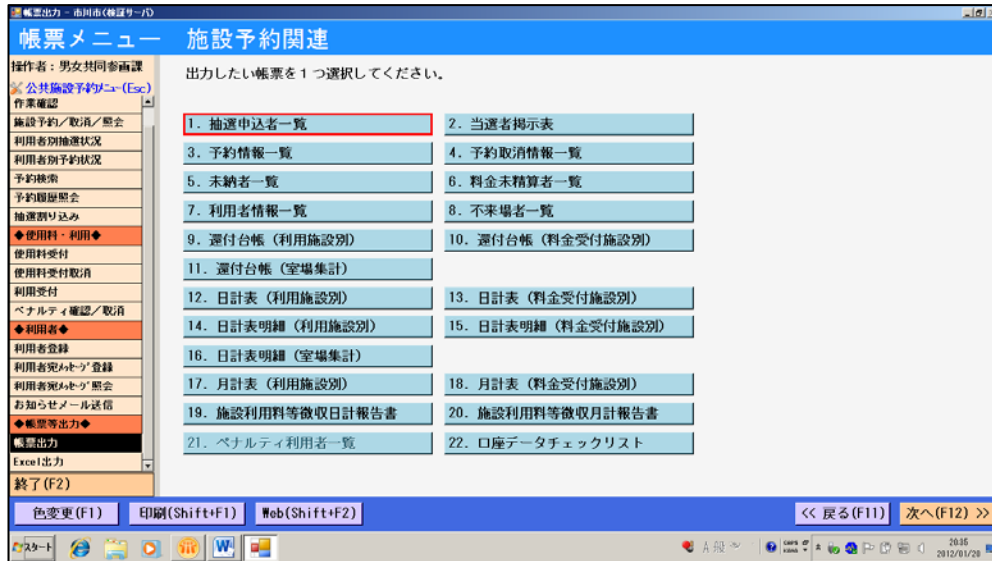 帳票出力 - 市川市(検証サーバ)
帳票メニュー 施設予約関連
操作者：男女共同参画課
公共施設予約メニュー(Esc)
作業確認
施設予約／取消／照会
利用者別抽選状況
利用者別予約状況
予約検索
予約履歴照会
抽選割り込み
◆使用料・利用◆
使用料受付
使用料受付取消
利用受付
ペナルティ確認／取消
◆利用者◆
利用者登録
利用者宛メッセージ登録
利用者宛メッセージ照会
お知らせメール送信
◆帳票等出力◆
帳票出力
Excel出力
終了(F2)
出力したい帳票を１つ選択してください。
1. 抽選申込者一覧
2. 当選者掲示表
3. 予約情報一覧
4. 予約取消情報一覧
5. 未納者一覧
6. 料金未精算者一覧
7. 利用者情報一覧
8. 不来場者一覧
9. 還付台帳（利用施設別）
10. 還付台帳（料金受付施設別）
11. 還付台帳（室場集計）
12. 日計表（利用施設別）
13. 日計表（料金受付施設別）
14. 日計表明細（利用施設別）
15. 日計表明細（料金受付施設別）
16. 日計表明細（室場集計）
17. 月計表（利用施設別）
18. 月計表（料金受付施設別）
19. 施設利用料等徴収日計報告書
20. 施設利用料等徴収月計報告書
21. ペナルティ利用者一覧
22. 口座データチェックリスト
色変更(F1) 印刷(Shift+F1) Web(Shift+F2) << 戻る(F11) 次へ(F12) >>
スタート
A 般
CAPS
KANA
20:35
2012/01/20